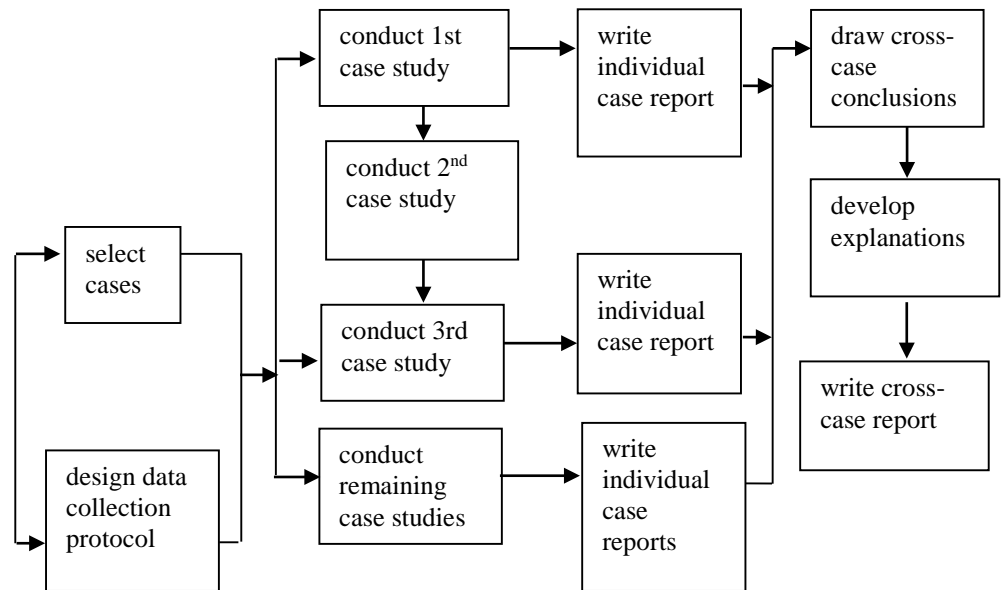 select
cases
design data
collection
protocol
conduct 1st
case study
conduct 2nd
case study
conduct 3rd
case study
conduct
remaining
case studies
write
individual
case report
write
individual
case report
write
individual
case
reports
draw cross-
case
conclusions
develop
explanations
write cross-
case report